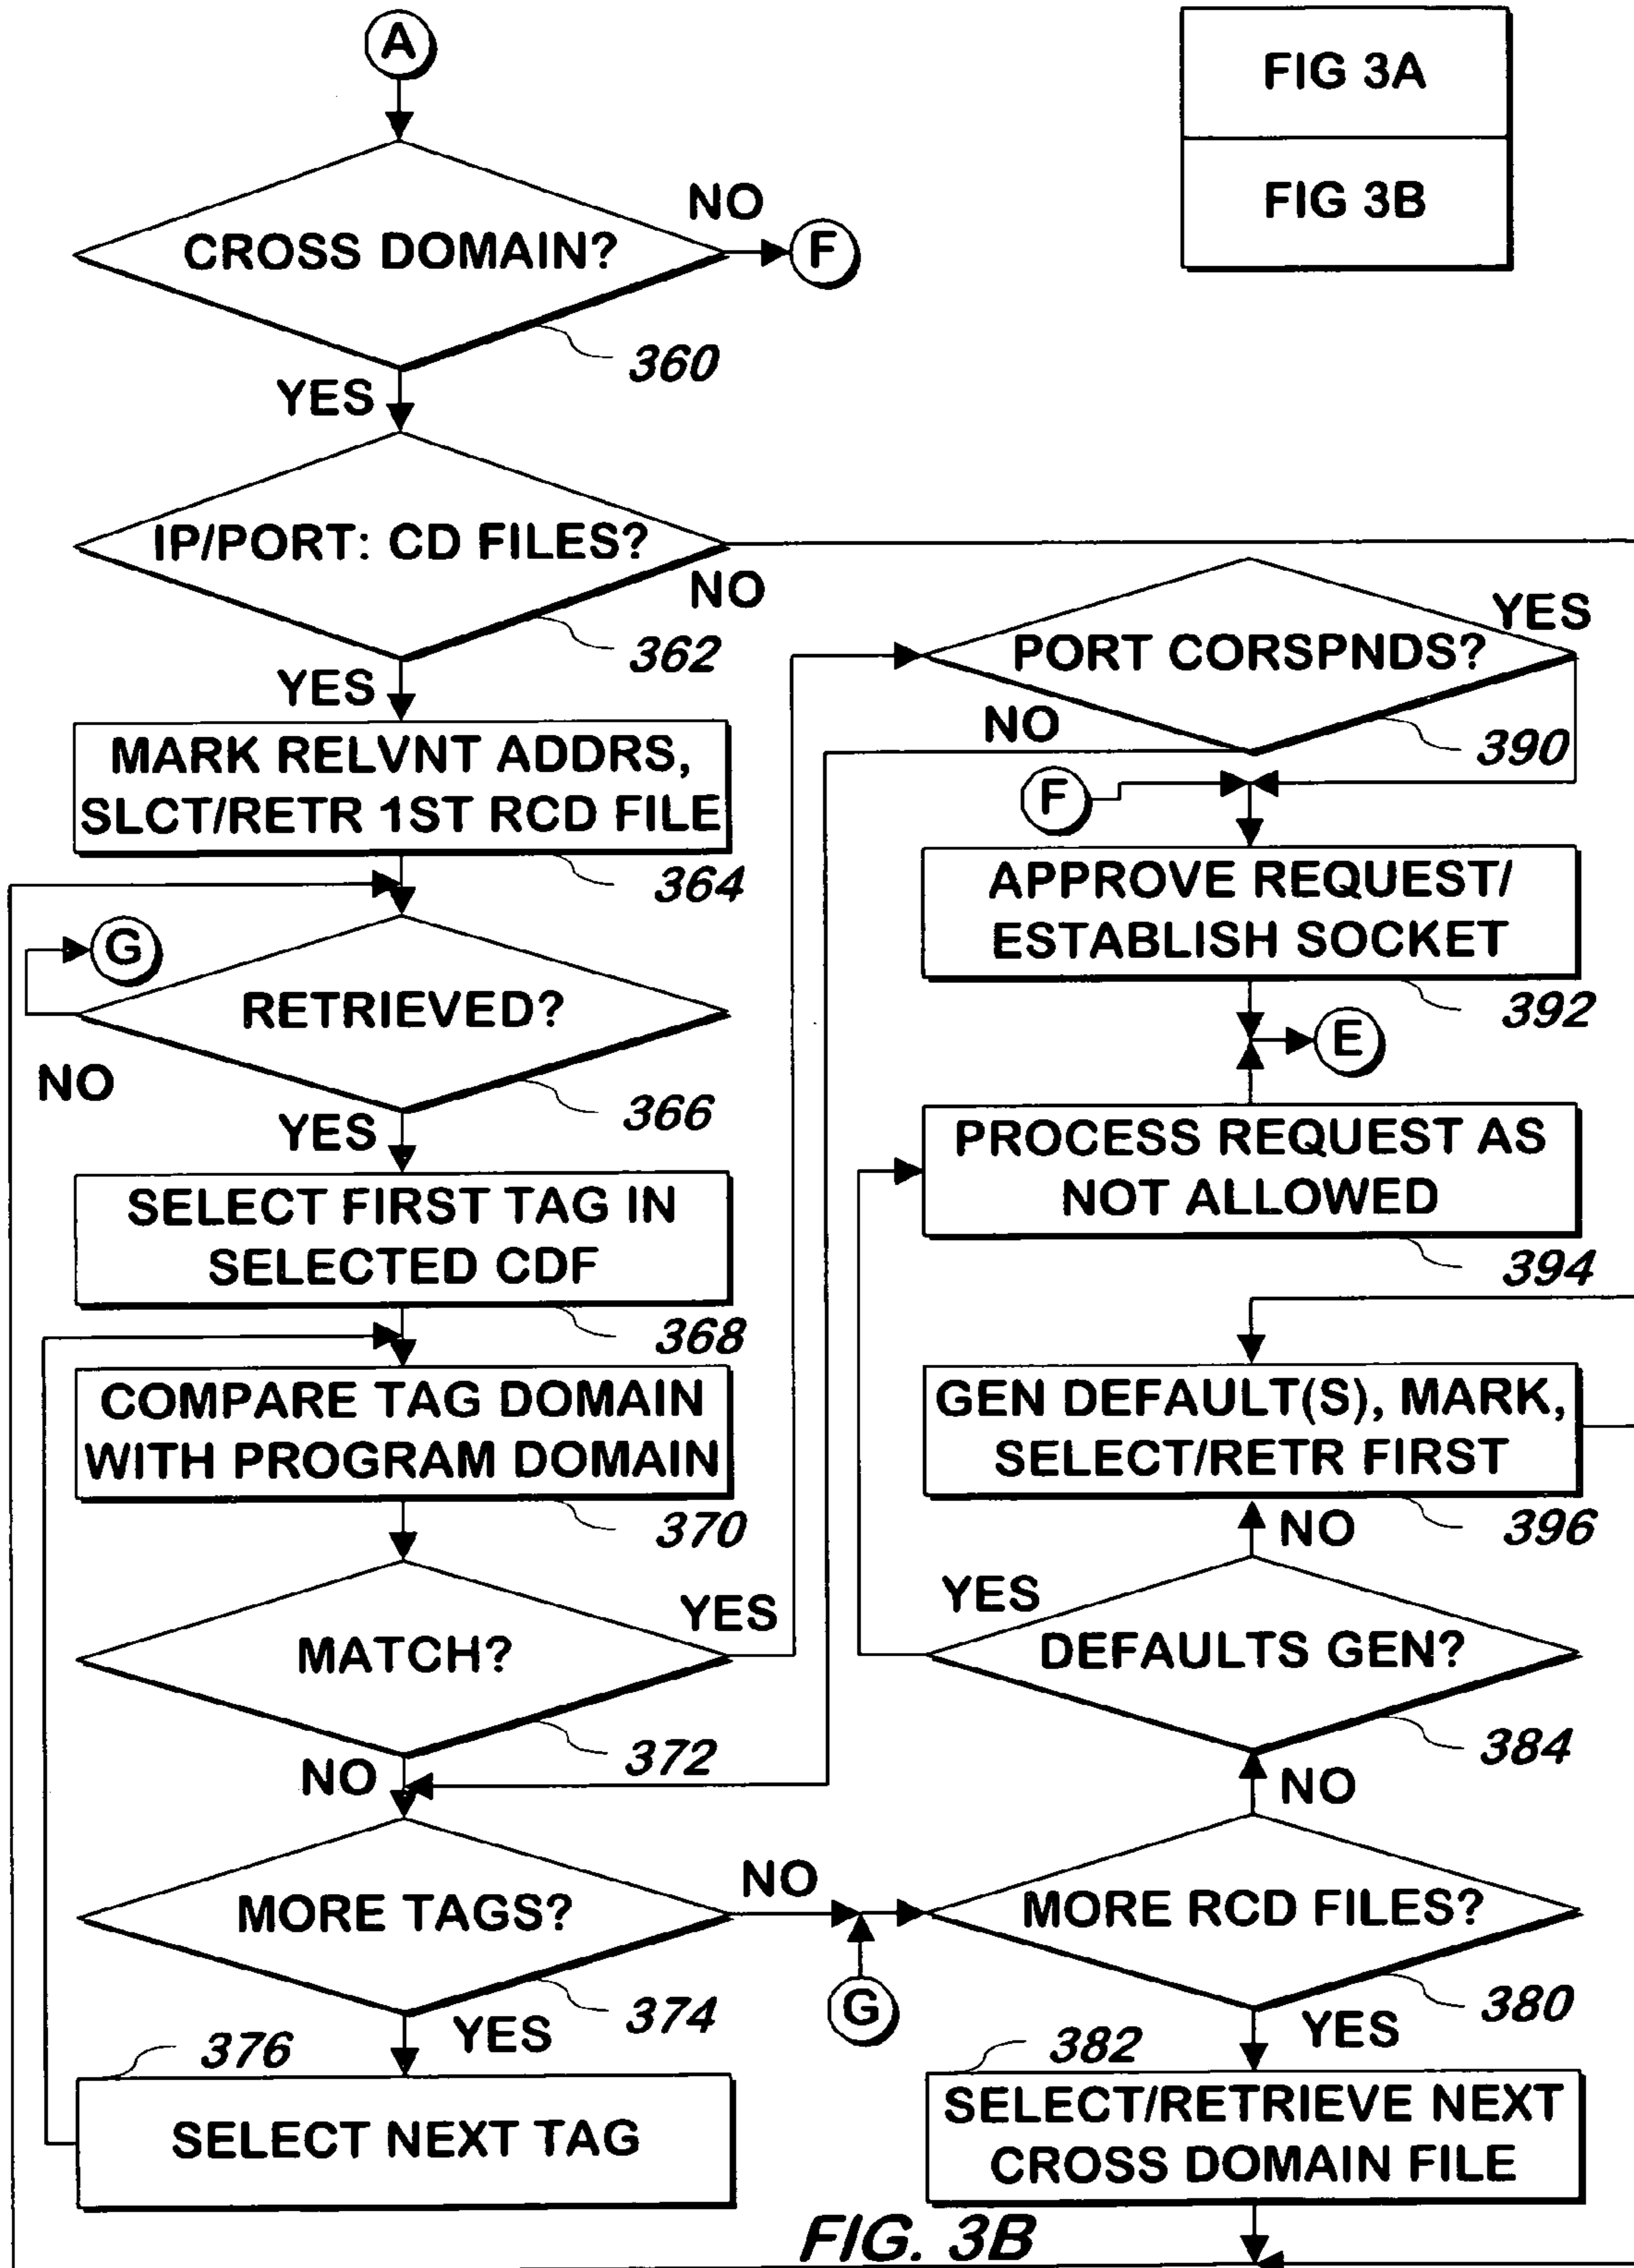 A
FIG 3A
FIG 3B
CROSS DOMAIN?
NO
F
360
YES
IP/PORT: CD FILES?
NO
362
YES
MARK RELVNT ADDRS,
SLCT/RETR 1ST RCD FILE
364
G
RETRIEVED?
NO
366
YES
SELECT FIRST TAG IN
SELECTED CDF
368
COMPARE TAG DOMAIN
WITH PROGRAM DOMAIN
370
MATCH?
YES
372
NO
MORE TAGS?
NO
374
YES
376
SELECT NEXT TAG
PORT CORSPNDS?
YES
NO
390
F
APPROVE REQUEST/
ESTABLISH SOCKET
392
E
PROCESS REQUEST AS
NOT ALLOWED
394
GEN DEFAULT(S), MARK,
SELECT/RETR FIRST
396
NO
YES
DEFAULTS GEN?
384
NO
MORE RCD FILES?
G
380
YES
382
SELECT/RETRIEVE NEXT
CROSS DOMAIN FILE
FIG. 3B